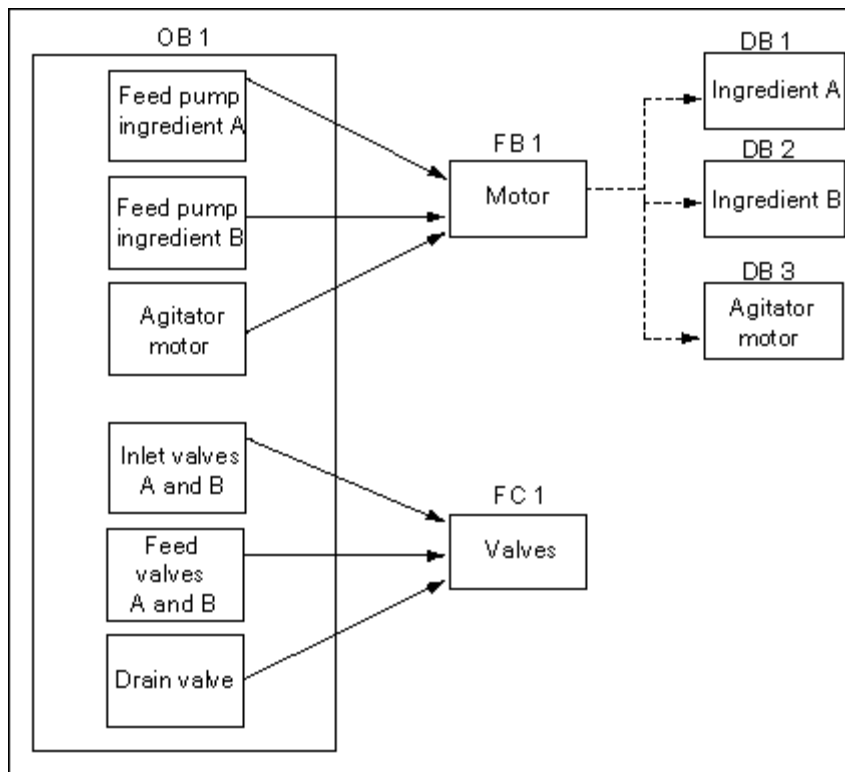 OB 1
Feed pump
ingredient A
Feed pump
ingredient B
Agitator
motor
Inlet valves
A and B
Feed
valves
A and B
Drain valve
FB 1
Motor
FC 1
Valves
DB 1
Ingredient A
DB 2
Ingredient B
DB 3
Agitator
motor